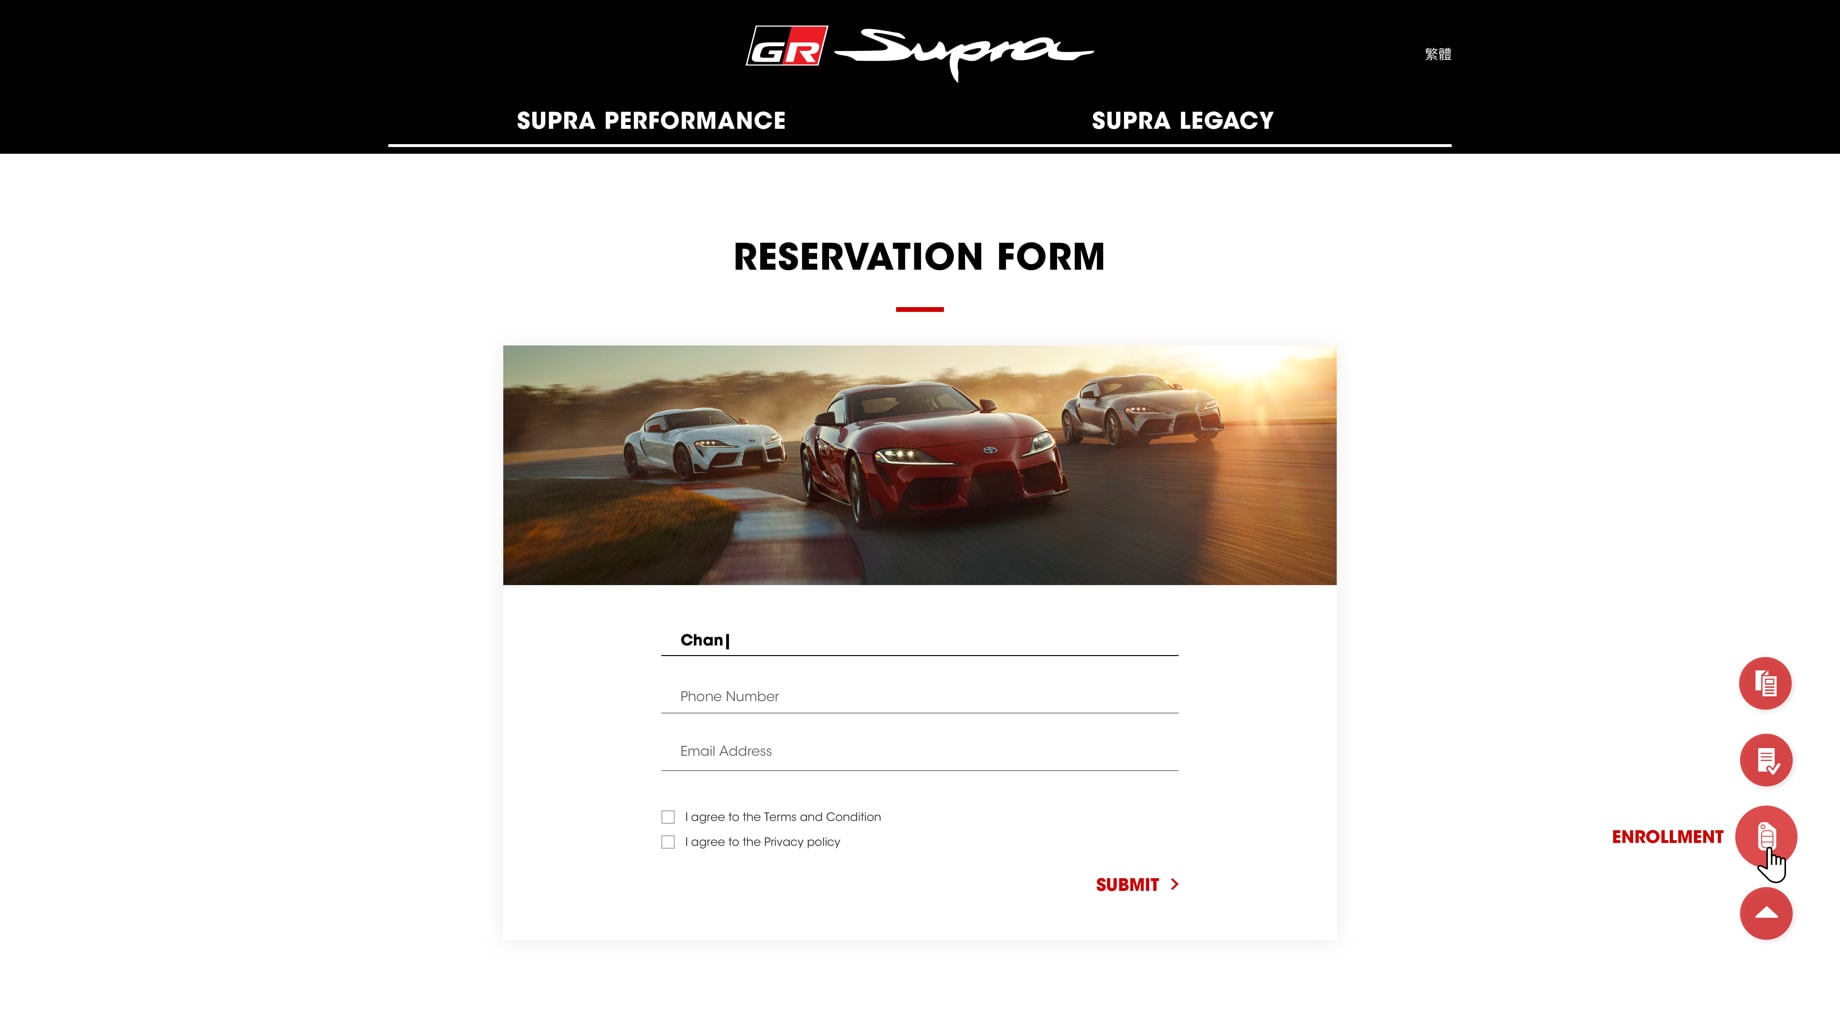 GR Supra
繁體
SUPRA PERFORMANCE
SUPRA LEGACY
RESERVATION FORM
Chan
Phone Number
Email Address
I agree to the Terms and Condition
I agree to the Privacy policy
SUBMIT
ENROLLMENT